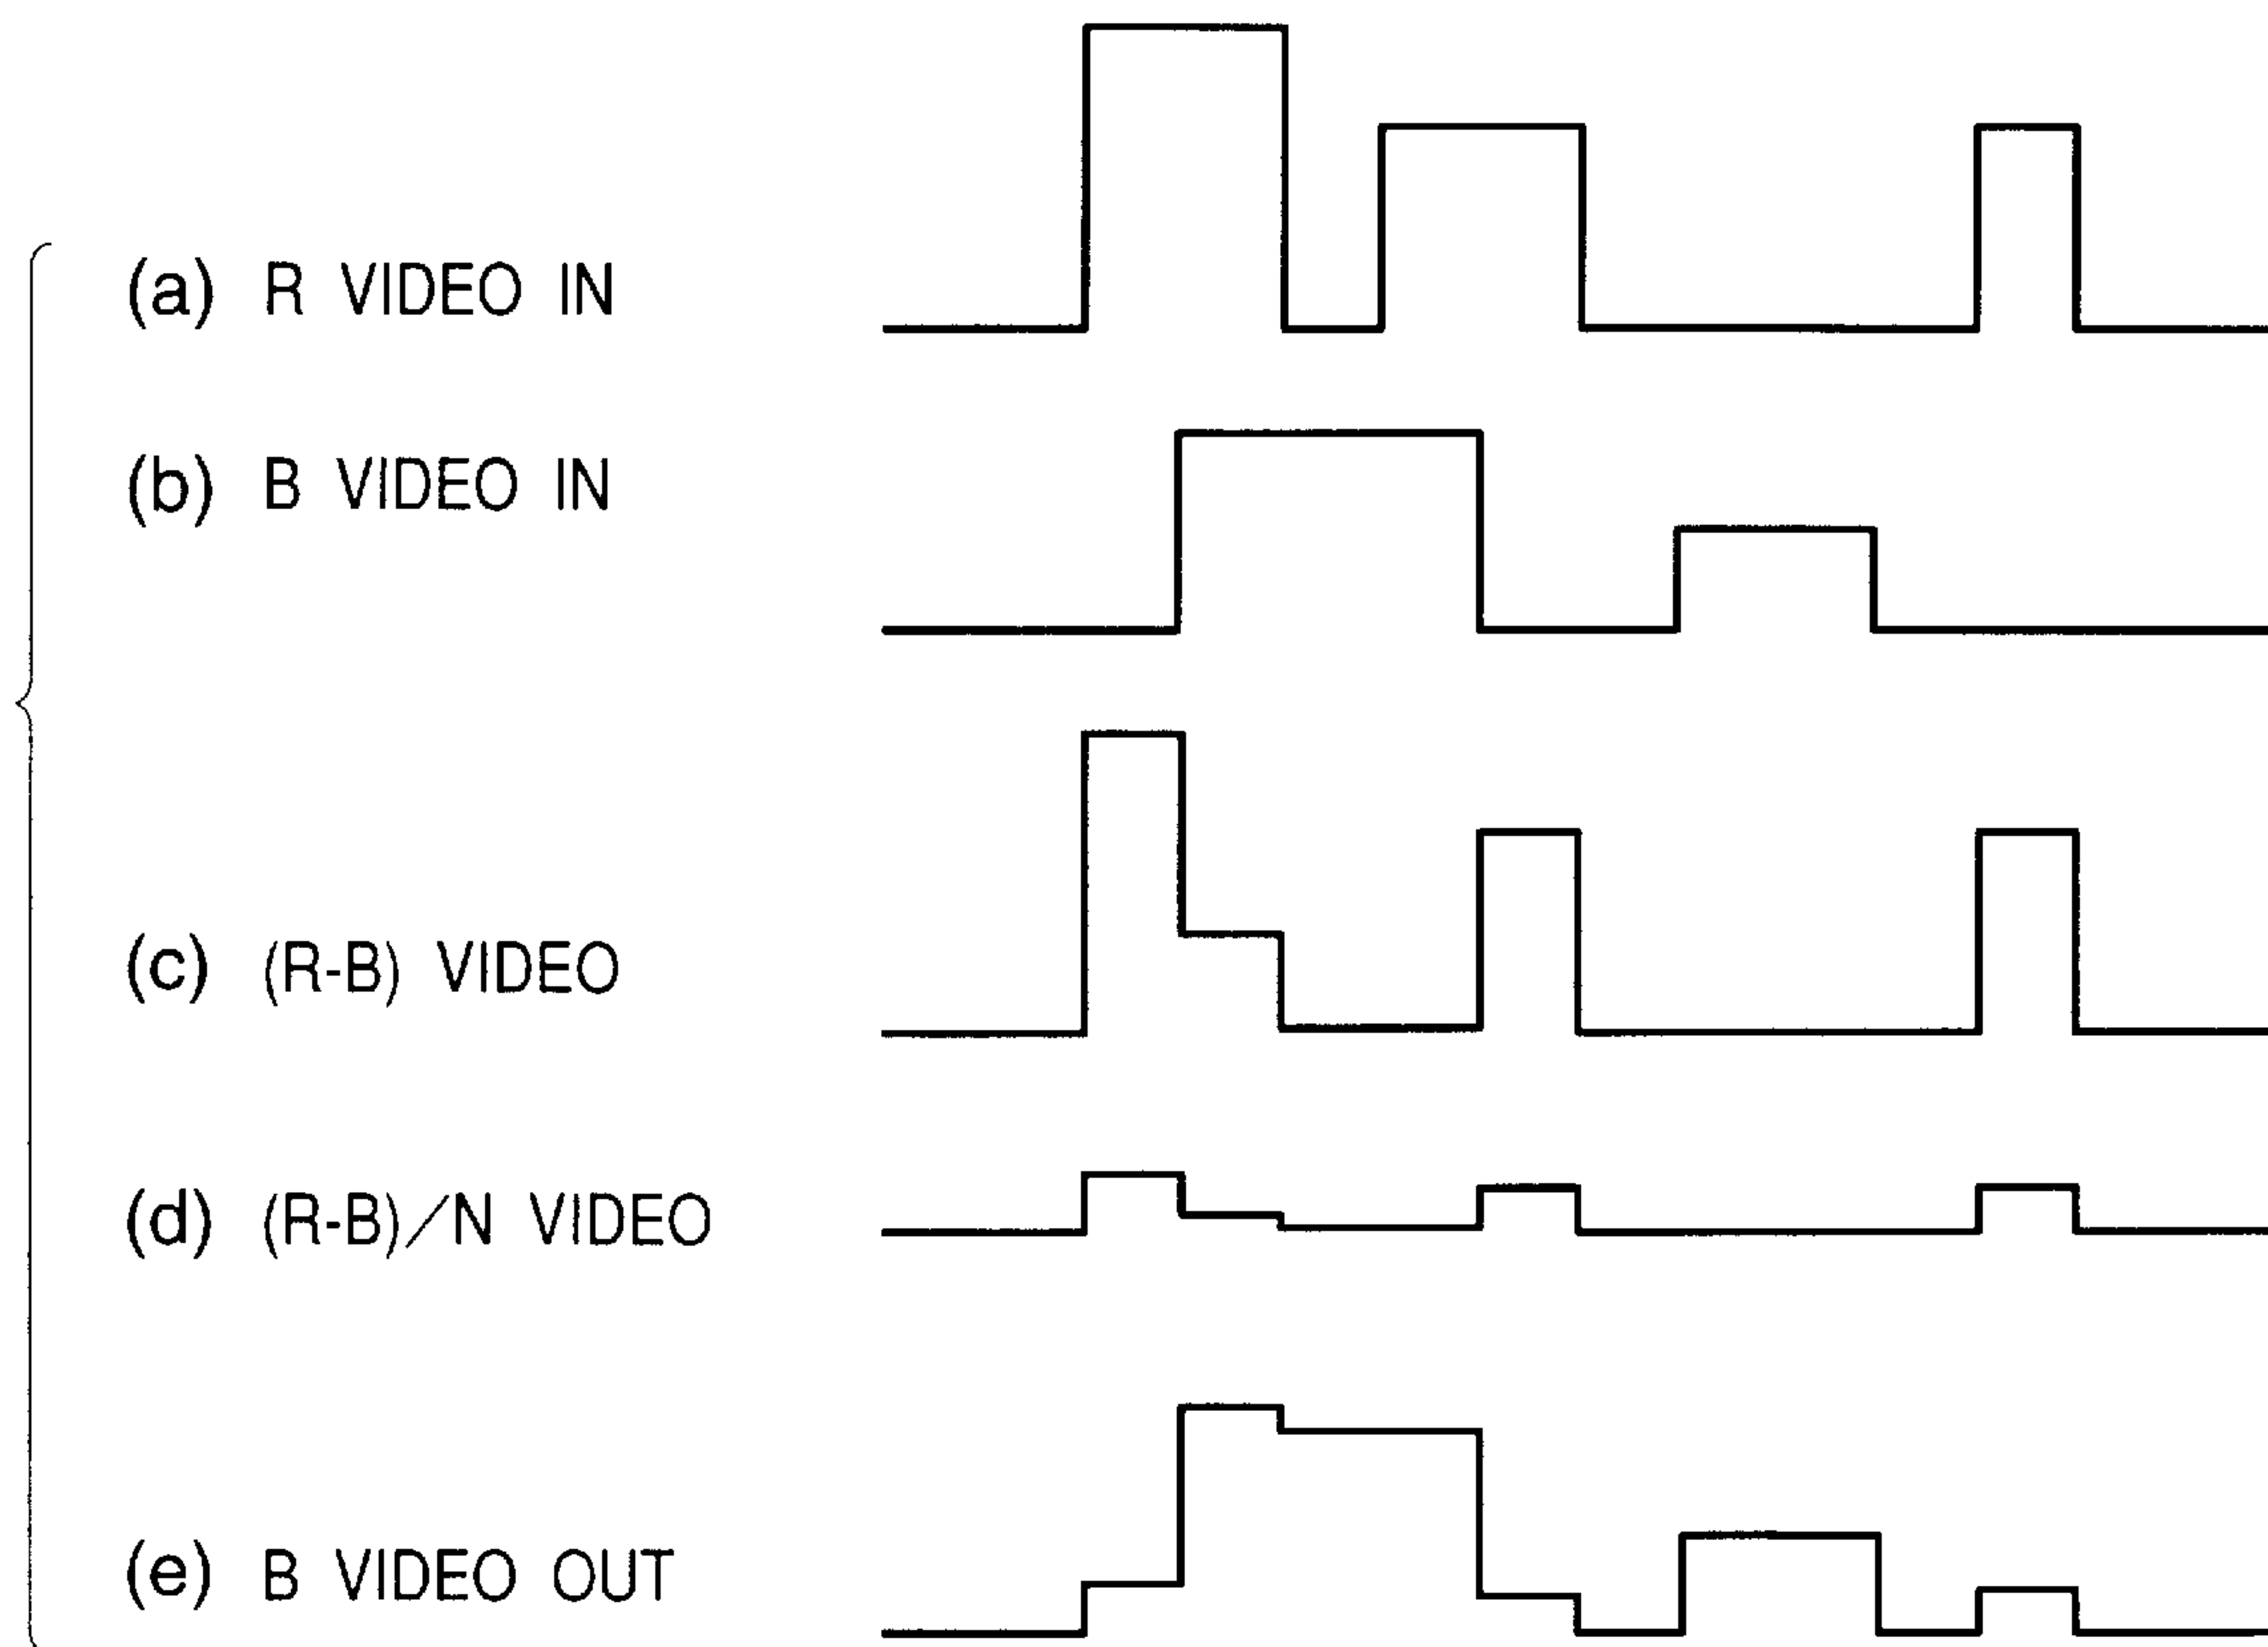 (a) R VIDEO IN
(b) B VIDEO IN
(c) (R-B) VIDEO
(d) (R-B)/N VIDEO
(e) B VIDEO OUT